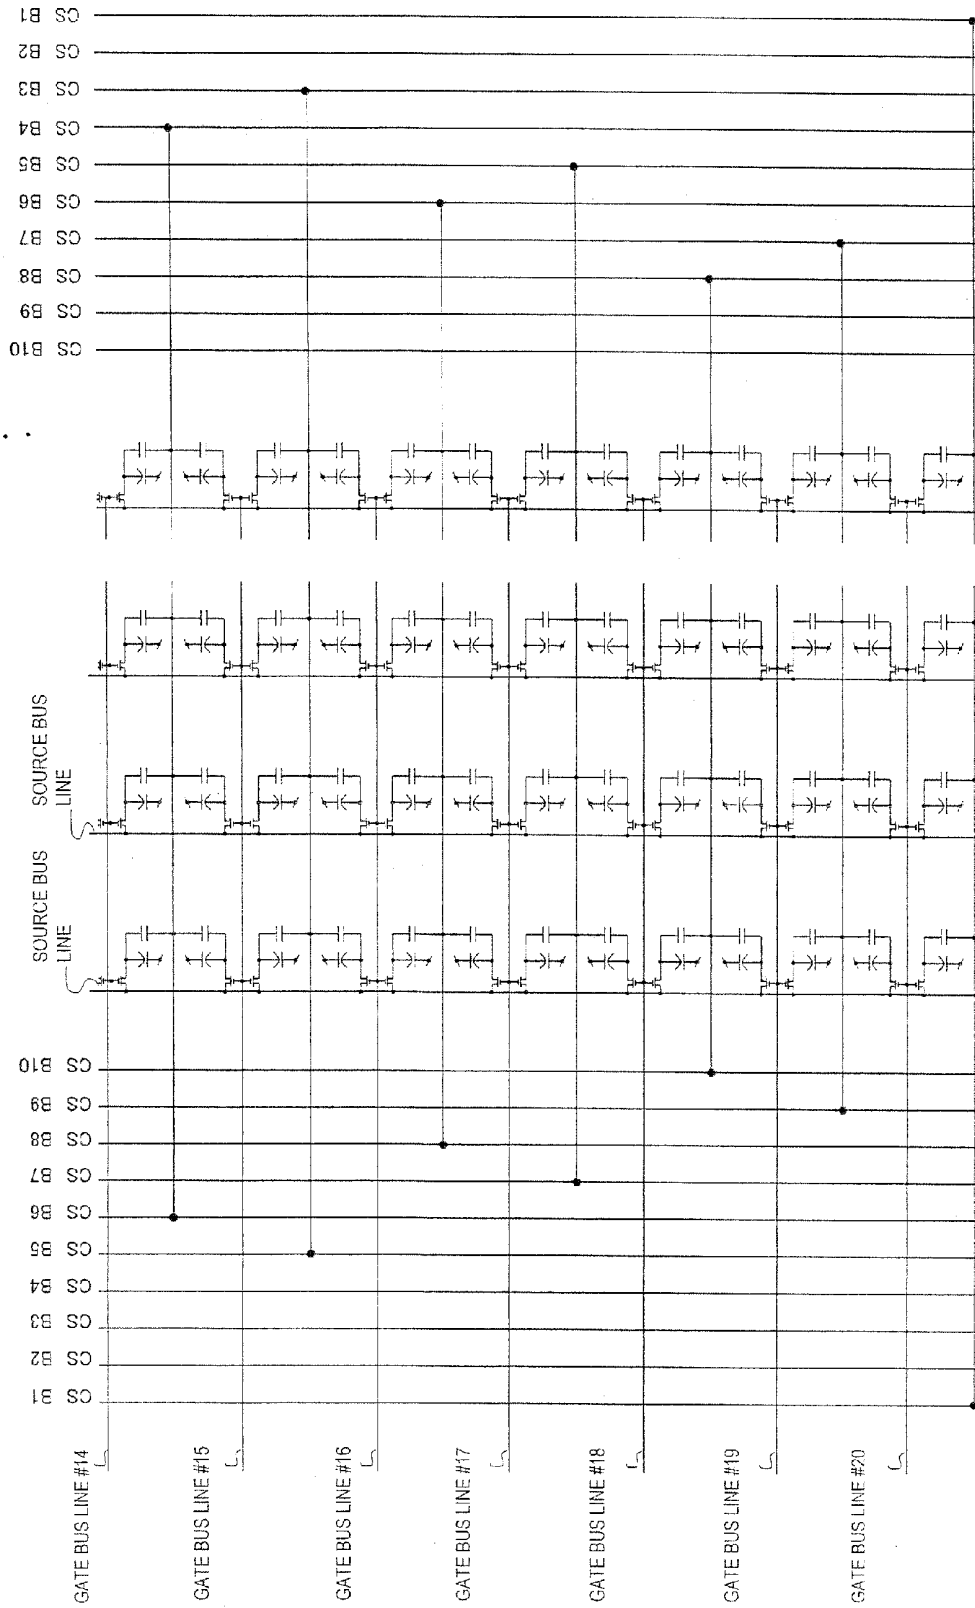 CS B1
CS B2
CS B3
CS B4
CS B5
CS B6
CS B7
CS B8
CS B9
CS B10
SOURCE BUS
LINE
SOURCE BUS
LINE
CS B10
CS B9
CS B8
CS B7
CS B6
CS B5
CS B4
CS B3
CS B2
CS B1
GATE BUS LINE #14
GATE BUS LINE #15
GATE BUS LINE #16
GATE BUS LINE #17
GATE BUS LINE #18
GATE BUS LINE #19
GATE BUS LINE #20